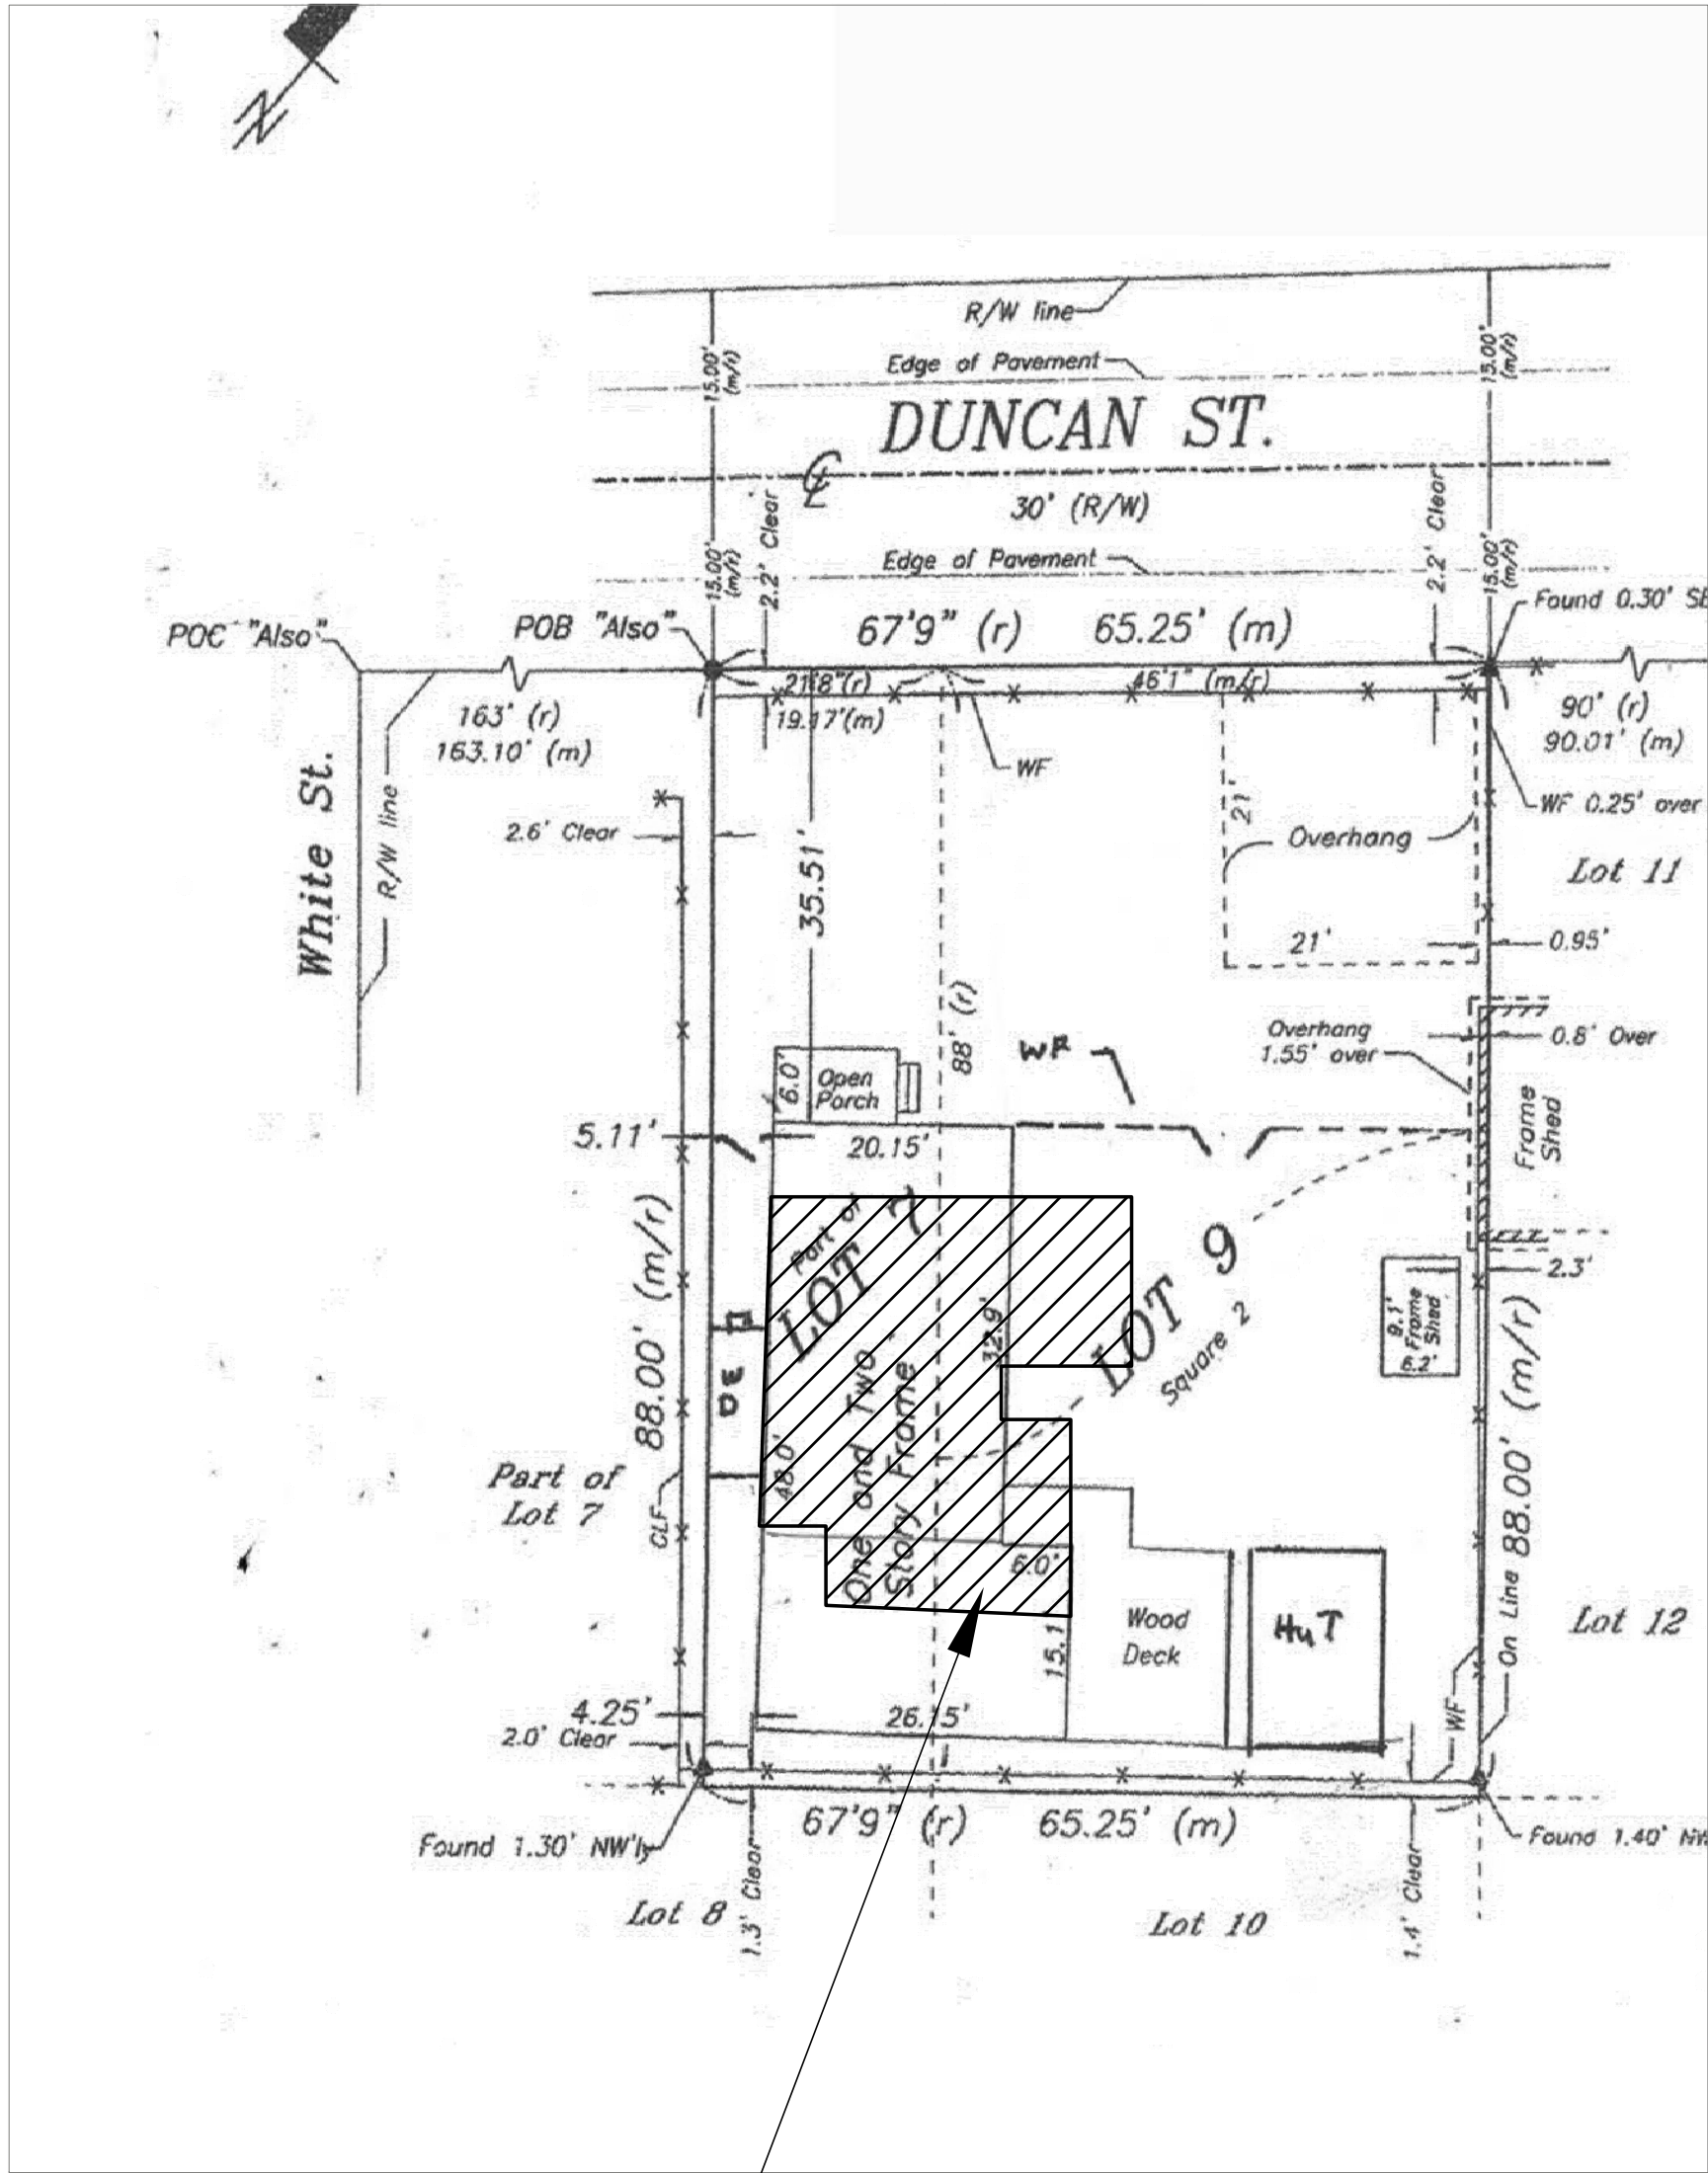 R/W line
15.00'
(m/r)
15.00'
(m/r)
Edge of Pavement
DUNCAN ST.
℄
30' (R/W)
2.2' Clear
2.2' Clear
Edge of Pavement
15.00'
(m/r)
15.00'
(m/r)
Found 0.30'
POC "Also"
POB "Also"
67'9" (r)
65.25' (m)
21'8"(r)
46'1" (m/r)
163' (r)
163.10' (m)
19.17'(m)
90' (r)
90.01' (m)
WF
White St.
R/W line
2.6' Clear
35.51'
21'
Overhang
WF 0.25' over
Lot 11
21'
0.95'
88' (r)
WF
Overhang
1.55' over
0.8' Over
6.0'
Open
Porch
Frame
Shed
5.11'
20.15'
Part of
LOT 7
LOT 9
Square 2
88.00' (m/r)
32.9'
9.1'
Frame
Shed
6.2'
2.3'
One and Two
Story Frame
48.0'
Part of
Lot 7
CLF
88.00' (m/r)
On Line
6.0'
15.1
Wood
Deck
HuT
Lot 12
4.25'
2.0' Clear
26.15'
WF
67'9" (r)
65.25' (m)
Found 1.30' NW'ly
Found 1.40'
1.3' Clear
1.4' Clear
Lot 8
Lot 10